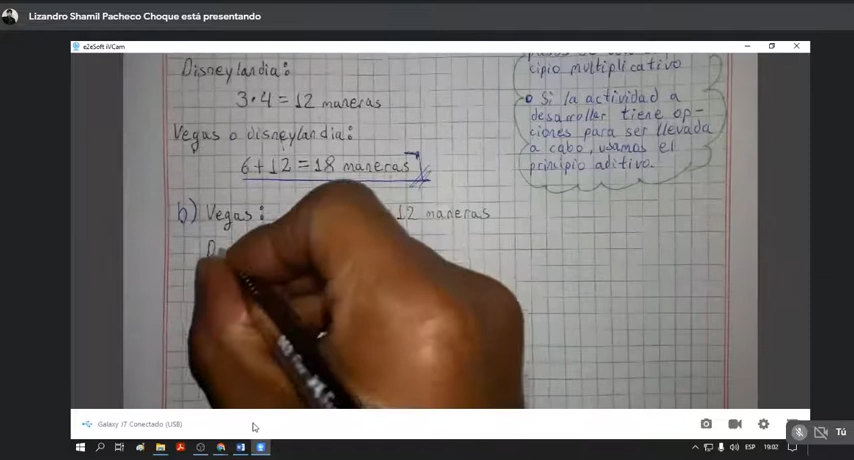 Lizandro Shamil Pacheco Choque está presentando
e2eSoft iVCam
Disneylandia:
3·4=12 maneras
Vegas o disneylandia:
6+12=18 maneras
b) Vegas: 12 maneras
D
cipio multiplicativo
Si la actividad a
desarrollar tiene op-
ciones para ser llevada
a cabo, usamos el
principio aditivo.
Galaxy J7 Conectado (USB)
Tú
ESP 19:02